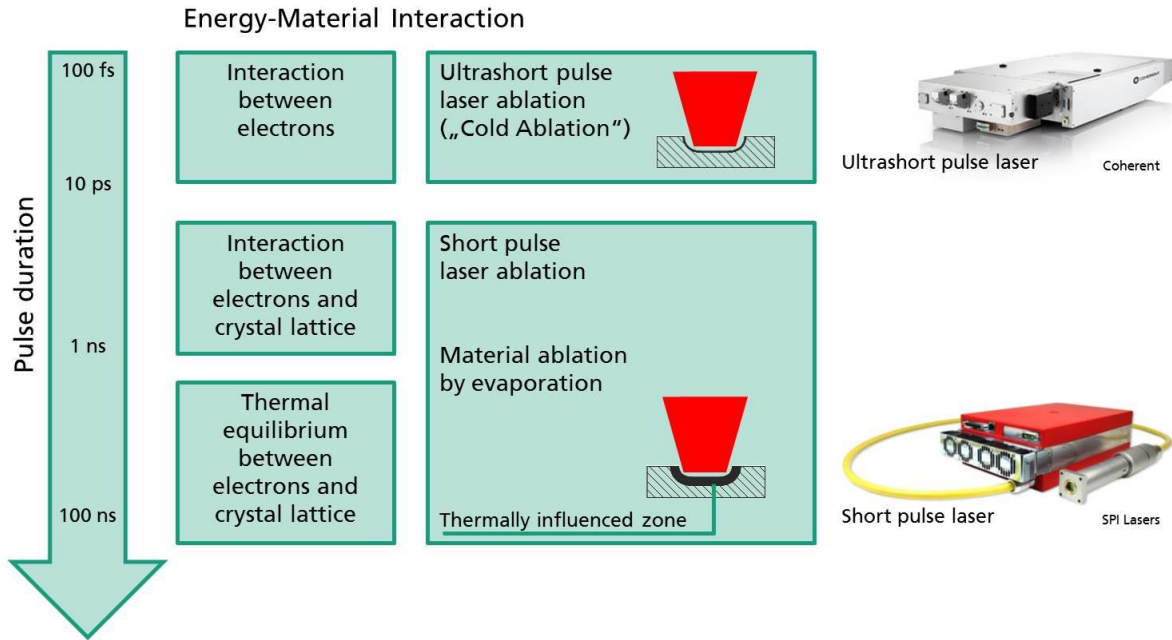 Energy-Material Interaction
Pulse duration
100 fs
10 ps
1 ns
100 ns
Interaction
between
electrons
Ultrashort pulse
laser ablation
(„Cold Ablation”)
COHERENT
Ultrashort pulse laser
Coherent
Interaction
between
electrons and
crystal lattice
Short pulse
laser ablation
Material ablation
by evaporation
Thermal
equilibrium
between
electrons and
crystal lattice
Thermally influenced zone
Short pulse laser
SPI Lasers